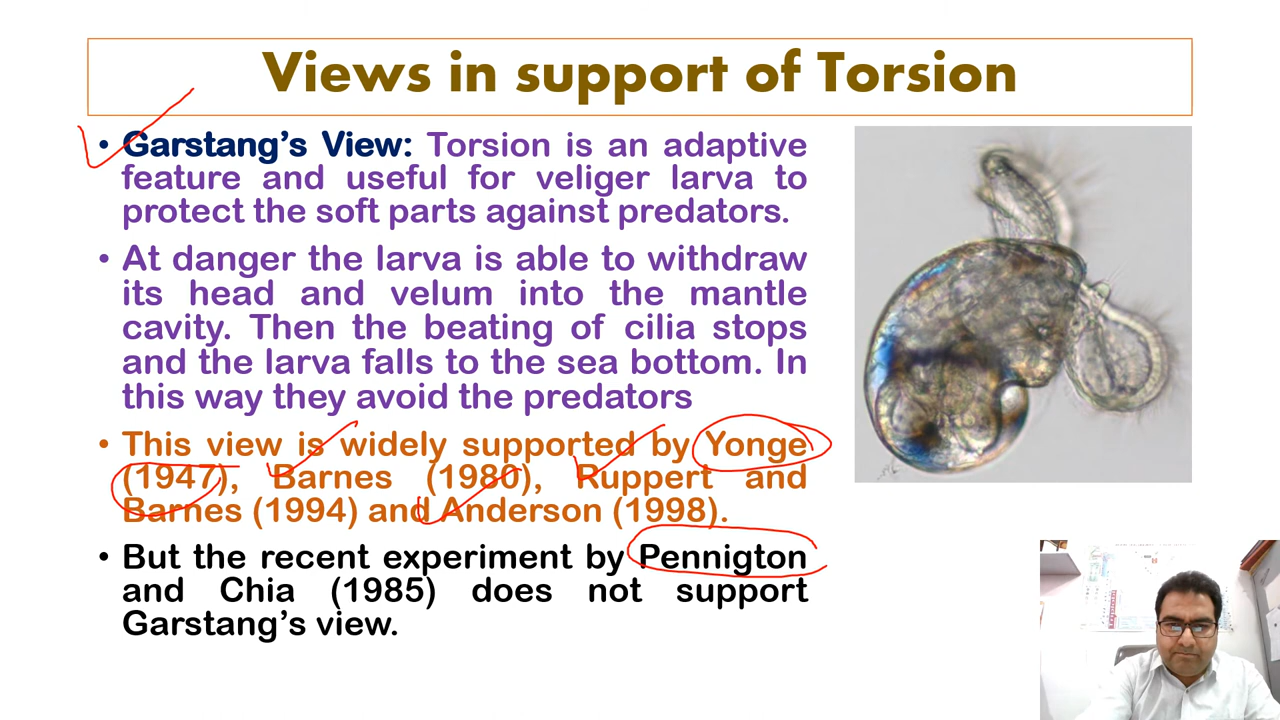 Views in support of Torsion
• Garstang's View: Torsion is an adaptive
feature and useful for veliger larva to
protect the soft parts against predators.
• At danger the larva is able to withdraw
its head and velum into the mantle
cavity. Then the beating of cilia stops
and the larva falls to the sea bottom. In
this way they avoid the predators
• This view is widely supported by Yonge
(1947), Barnes (1980), Ruppert and
Barnes (1994) and Anderson (1998).
• But the recent experiment by Pennigton
and Chia (1985) does not support
Garstang's view.